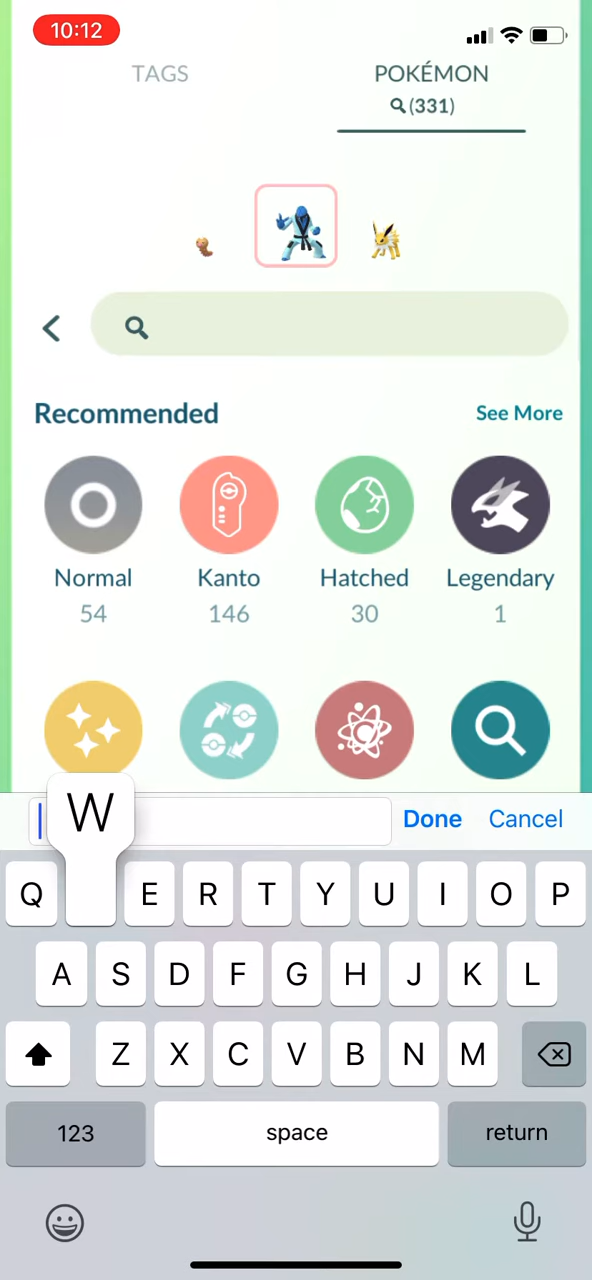 10:12
TAGS
POKÉMON
(331)
Recommended
See More
Normal
Kanto
Hatched
Legendary
54
146
30
1
W
Done
Cancel
Q E R T Y U I O P
A S D F G H J K L
Z X C V B N M
123
space
return